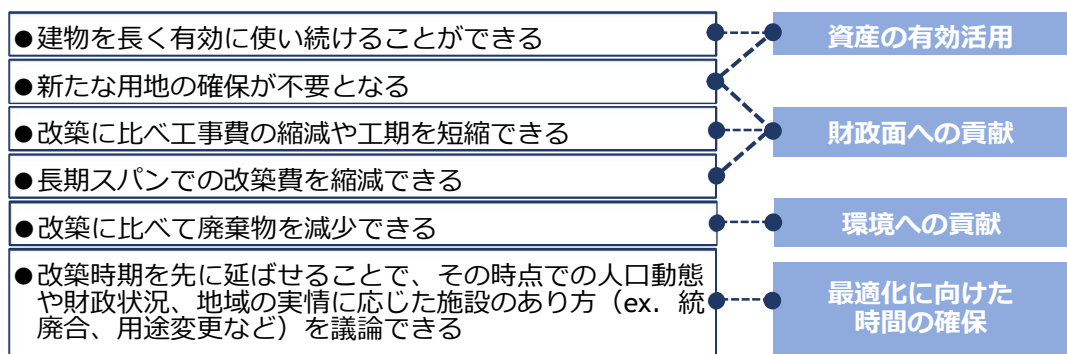 ●建物を長く有効に使い続けることができる
●新たな用地の確保が不要となる
●改築に比べ工事費の縮減や工期を短縮できる
●長期スパンでの改築費を縮減できる
●改築に比べて廃棄物を減少できる
●改築時期を先に延ばせることで、その時点での人口動態
や財政状況、地域の実情に応じた施設のあり方（ex. 統
廃合、用途変更など）を議論できる
資産の有効活用
財政面への貢献
環境への貢献
最適化に向けた
時間の確保